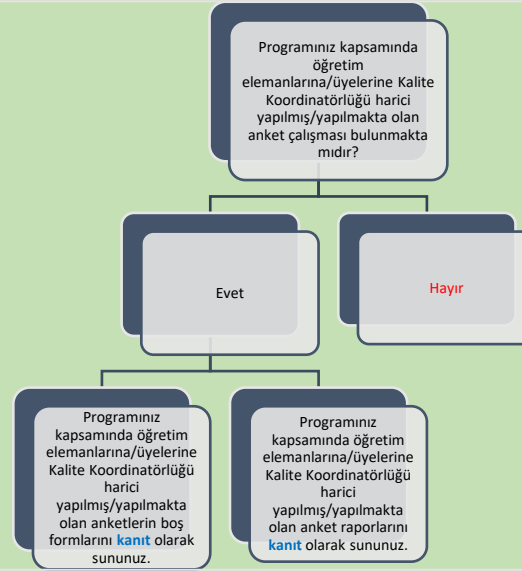 Programınız kapsamında
öğretim
elemanlarına/üyelerine Kalite
Koordinatörlüğü harici
yapılmış/yapılmakta olan
anket çalışması bulunmakta
mıdır?
Evet
Hayır
Programınız
kapsamında öğretim
elemanlarına/üyelerine
Kalite Koordinatörlüğü
harici
yapılmış/yapılmakta
olan anketlerin boş
formlarını kanıt olarak
sununuz.
Programınız
kapsamında öğretim
elemanlarına/üyelerine
Kalite Koordinatörlüğü
harici
yapılmış/yapılmakta
olan anket raporlarını
kanıt olarak sununuz.